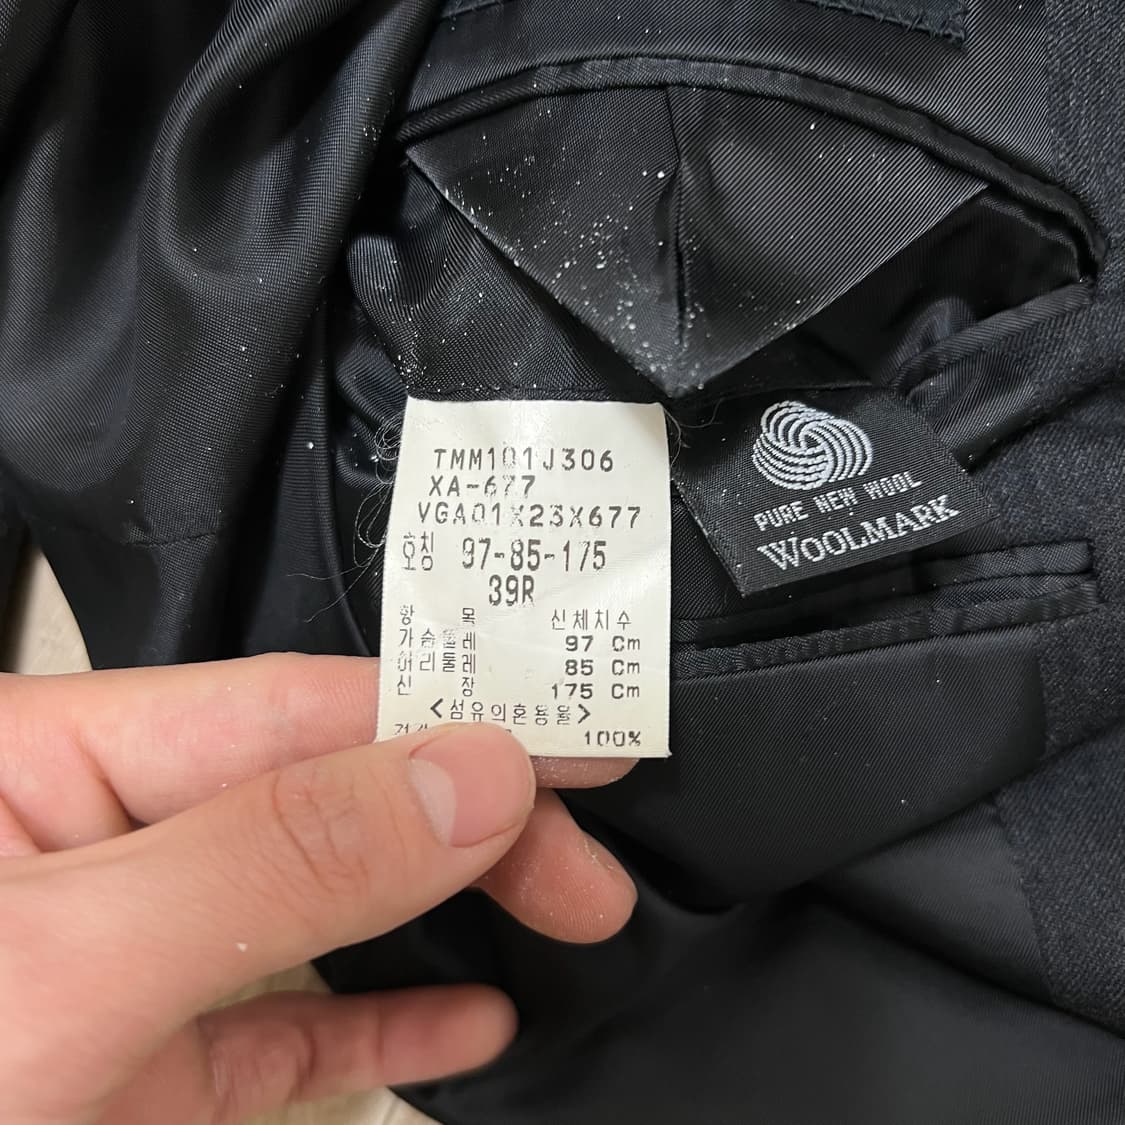 TMM101J306
XA-677
VGA01X23X677
호칭 97-85-175
39R
항 목 신체치수
가슴둘레 97 Cm
허리둘레 85 Cm
신 장 175 Cm
<섬유의혼용율>
100%
PURE NEW WOOL
WOOLMARK